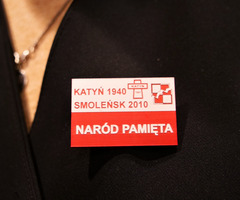 KATYŃ 1940
SMOLEŃSK 2010
NARÓD PAMIĘTA